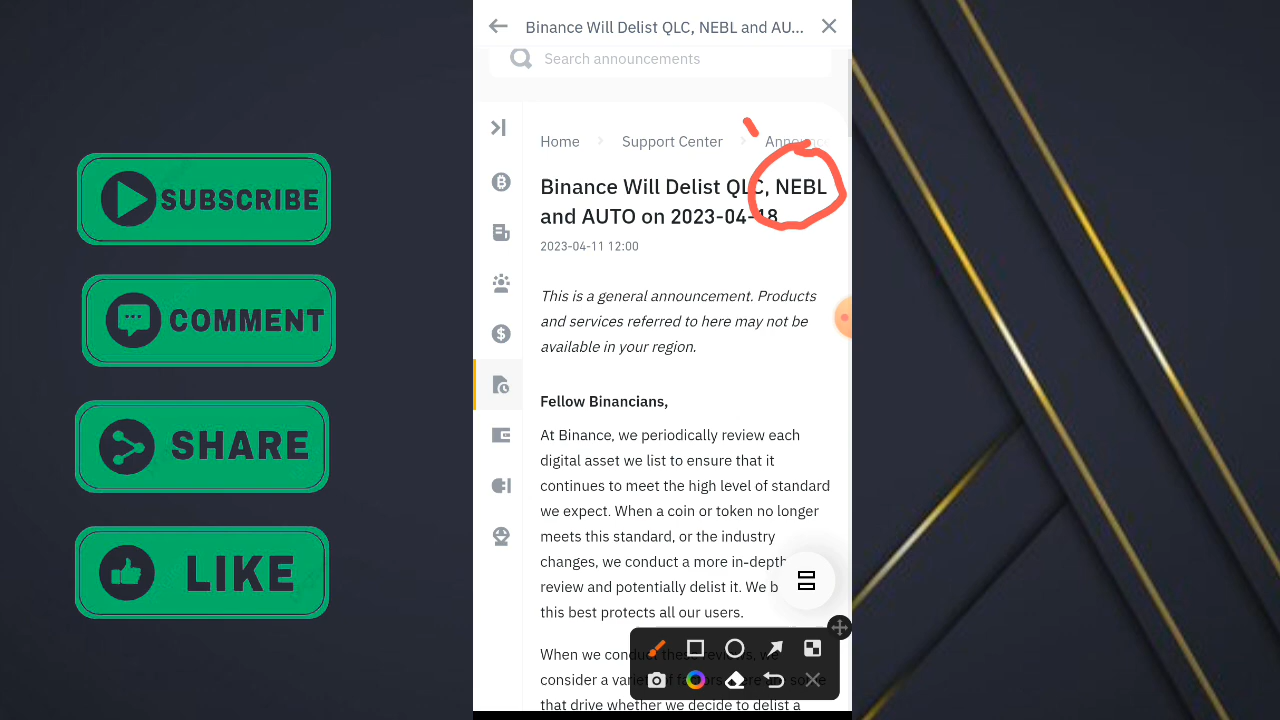 SUBSCRIBE
COMMENT
SHARE
LIKE
Binance Will Delist QLC, NEBL and AU...
Search announcements
Home
Support Center
Binance Will Delist QLC, NEBL
and AUTO on 2023-04-18
2023-04-11 12:00
This is a general announcement. Products
and services referred to here may not be
available in your region.
Fellow Binancians,
At Binance, we periodically review each
digital asset we list to ensure that it
continues to meet the high level of standard
we expect. When a coin or token no longer
meets this standard, or the industry
changes, we conduct a more in-depth
review and potentially delist it. We b
this best protects all our users.
When we conduct these reviews, we
consider a variety of factors.
that drive whether we decide to delist a